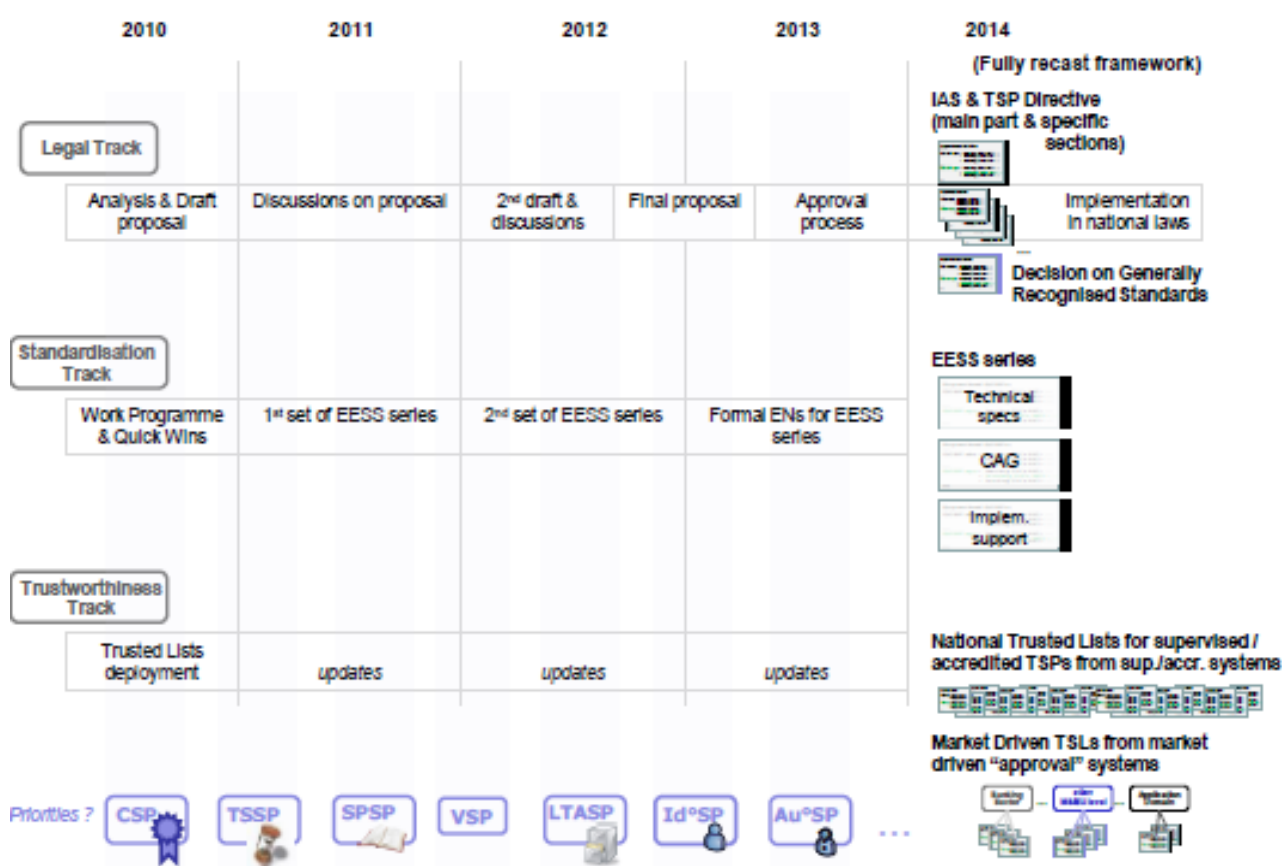 2010 2011 2012 2013 2014
(Fully recast framework)
IAS & TSP Directive
(main part & specific
sections)
Legal Track
Analysis & Draft
proposal
Discussions on proposal
2nd draft &
discussions
Final proposal
Approval
process
Implementation
in national laws
Decision on Generally
Recognised Standards
Standardisation
Track
EESS series
Work Programme
& Quick Wins
1st set of EESS series
2nd set of EESS series
Formal ENs for EESS
series
Technical
specs
CAG
Implem.
support
Trustworthiness
Track
Trusted Lists
deployment
updates
updates
updates
National Trusted Lists for supervised /
accredited TSPs from sup./accr. systems
Market Driven TSLs from market
driven “approval” systems
Priorities ?
CSP
TSSP
SPSP
VSP
LTASP
Id°SP
Au°SP
...
Application
Domain